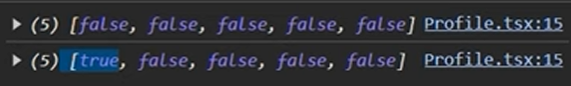 ▶ (5) [false, false, false, false, false] Profile.tsx:15
▶ (5) [true, false, false, false, false] Profile.tsx:15